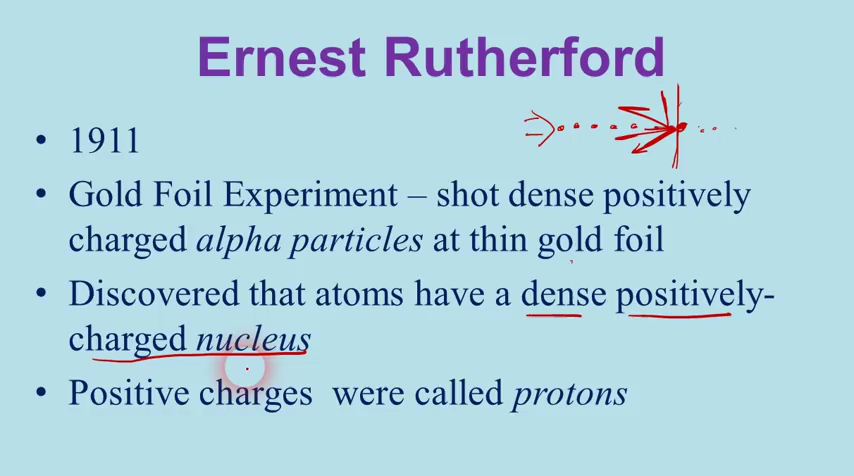 Ernest Rutherford
• 1911
• Gold Foil Experiment – shot dense positively
charged alpha particles at thin gold foil
• Discovered that atoms have a dense positively-
charged nucleus
• Positive charges  were called protons